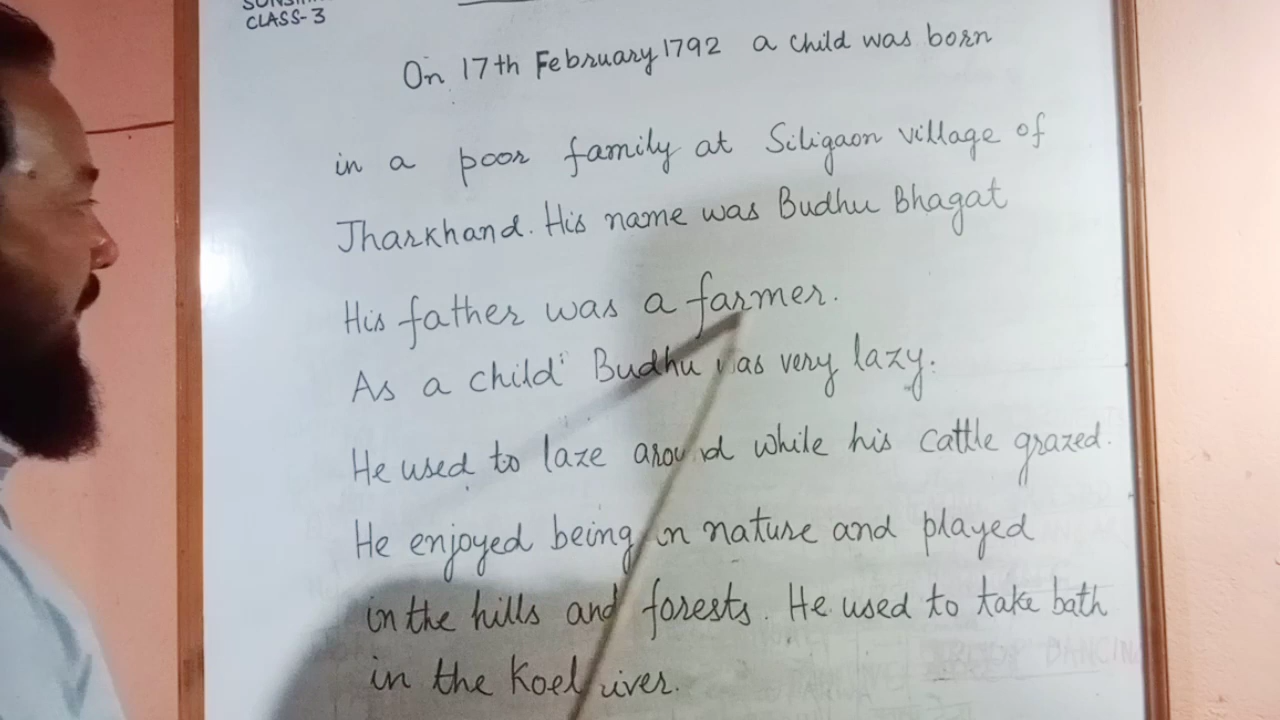 CLASS-3
On 17th February 1792 a child was born
in a poor family at Siligaon village of
Jharkhand. His name was Budhu Bhagat
His father was a farmer.
As a child Budhu was very lazy.
He used to laze around while his cattle grazed.
He enjoyed being in nature and played
in the hills and forests. He used to take bath
in the Koel river.